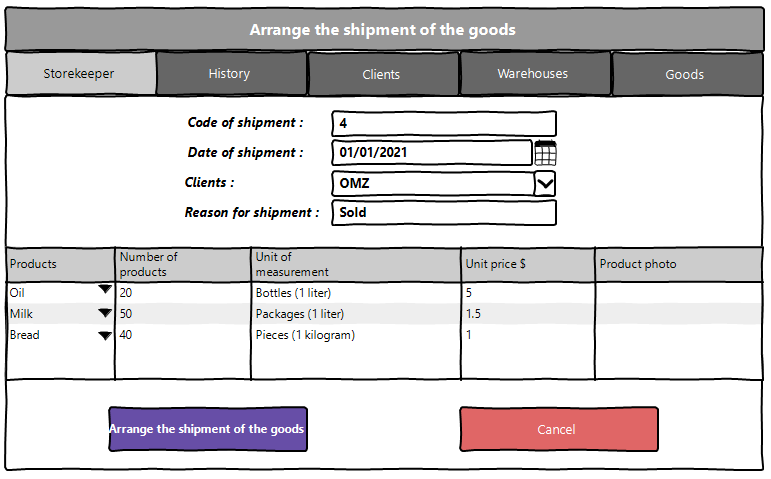 Arrange the shipment of the goods
Storekeeper History Clients Warehouses Goods
Code of shipment : 4
Date of shipment : 01/01/2021
Clients : OMZ
Reason for shipment : Sold
Products Number of products Unit of measurement Unit price $ Product photo
Oil 20 Bottles (1 liter) 5
Milk 50 Packages (1 liter) 1.5
Bread 40 Pieces (1 kilogram) 1
Arrange the shipment of the goods Cancel